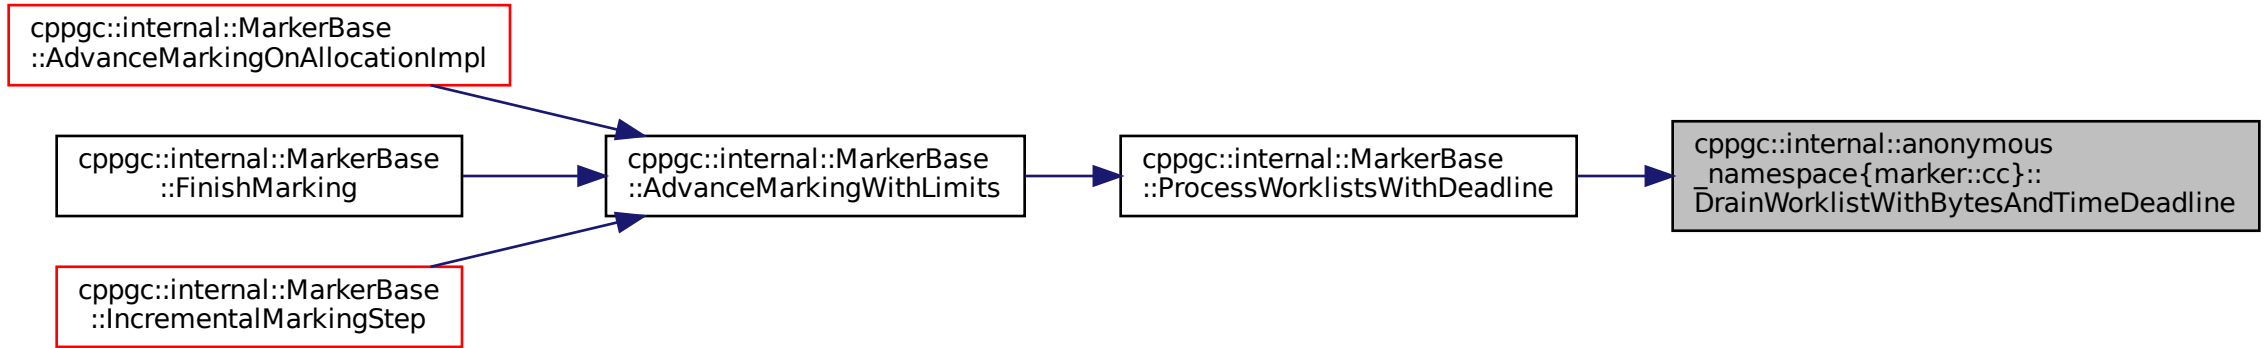 cppgc::internal::MarkerBase
::AdvanceMarkingOnAllocationImpl
cppgc::internal::MarkerBase
::FinishMarking
cppgc::internal::MarkerBase
::IncrementalMarkingStep
cppgc::internal::MarkerBase
::AdvanceMarkingWithLimits
cppgc::internal::MarkerBase
::ProcessWorklistsWithDeadline
cppgc::internal::anonymous
_namespace{marker::cc}::
DrainWorklistWithBytesAndTimeDeadline